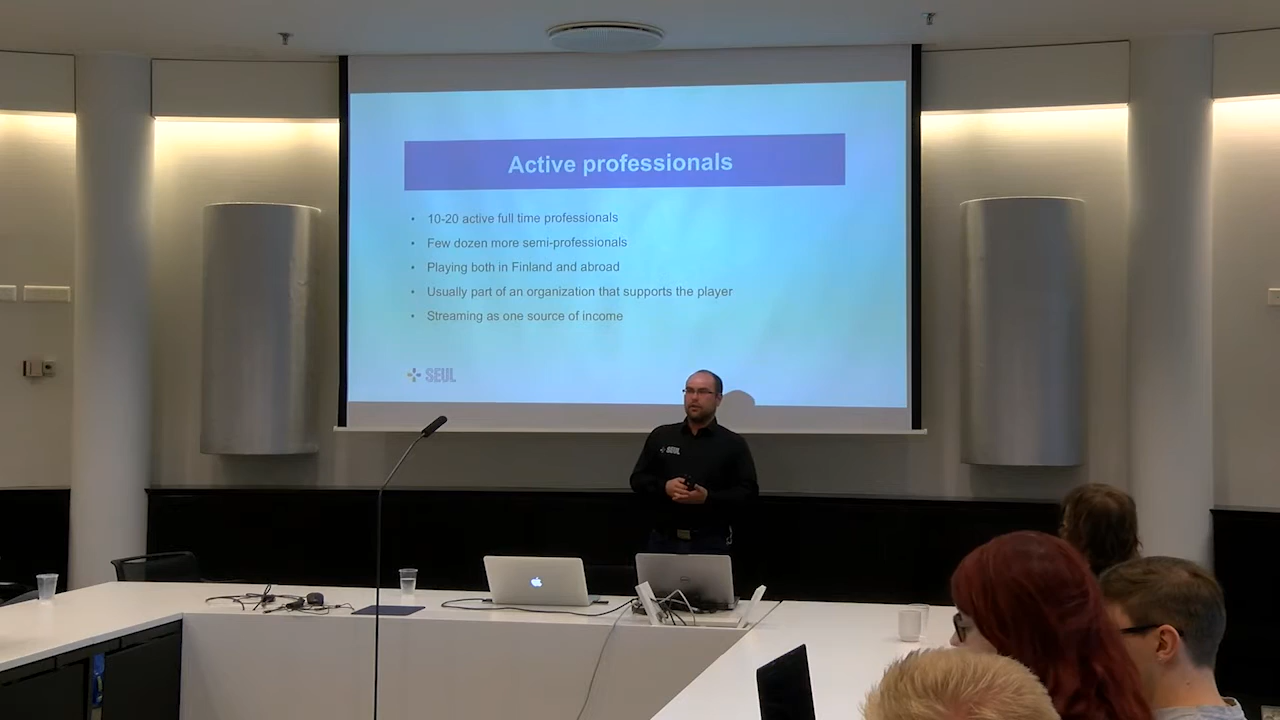 Active professionals
• 10-20 active full time professionals
• Few dozen more semi-professionals
• Playing both in Finland and abroad
• Usually part of an organization that supports the player
• Streaming as one source of income
SEUL
SEUL